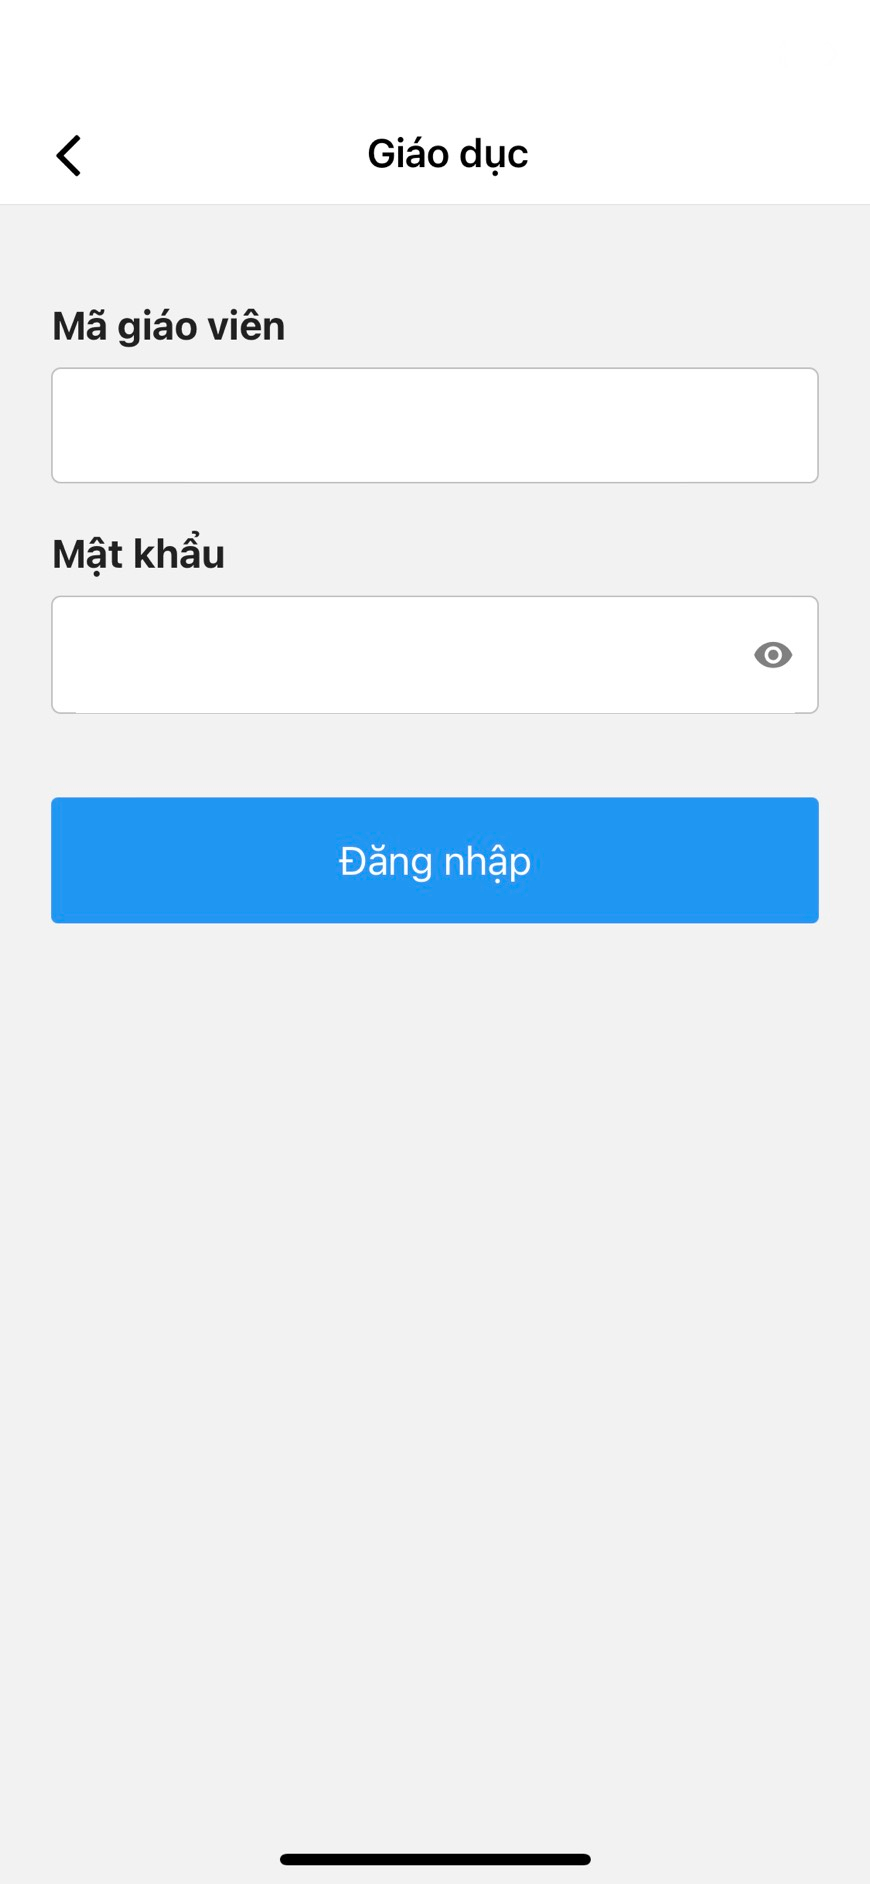 Giáo dục
Mã giáo viên
Mật khẩu
Đăng nhập